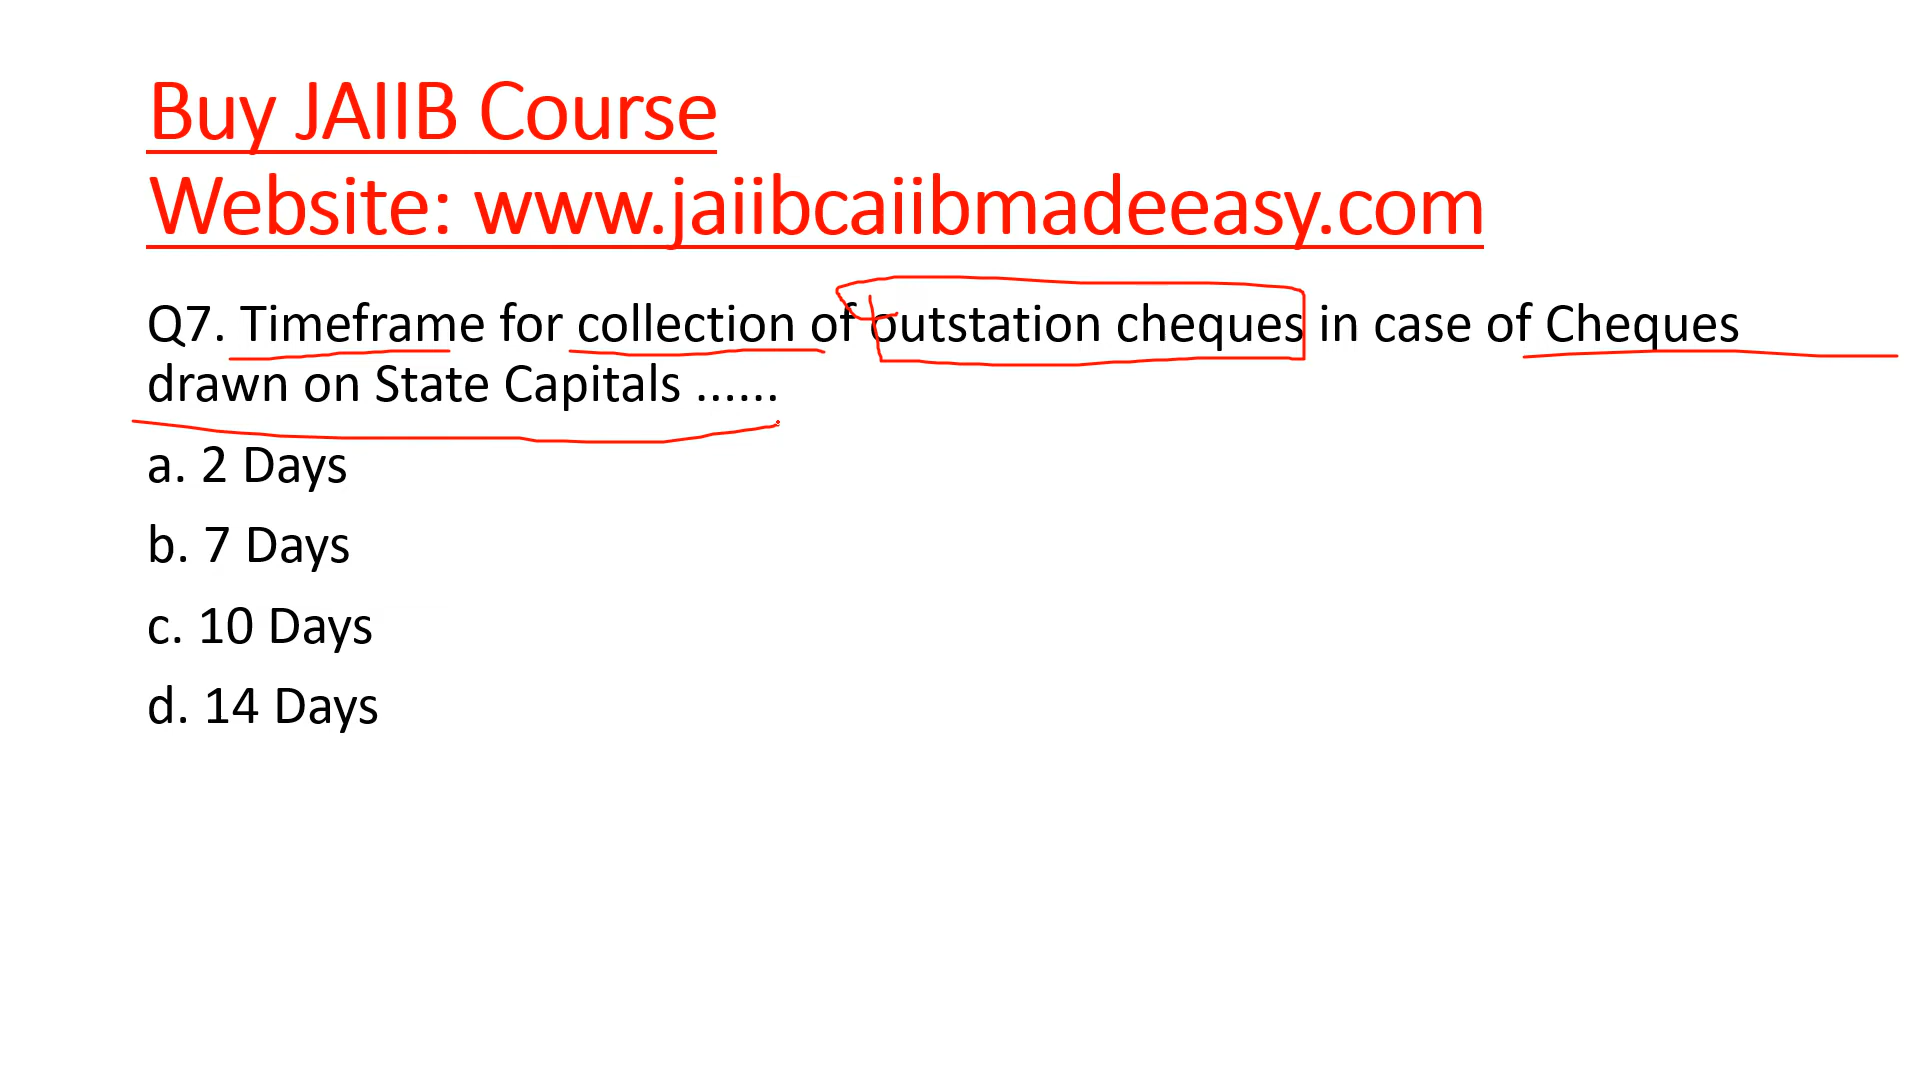 Buy JAIIB Course
Website: www.jaiibcaiibmadeeasy.com
Q7. Timeframe for collection of outstation cheques in case of Cheques
drawn on State Capitals ......
a. 2 Days
b. 7 Days
c. 10 Days
d. 14 Days